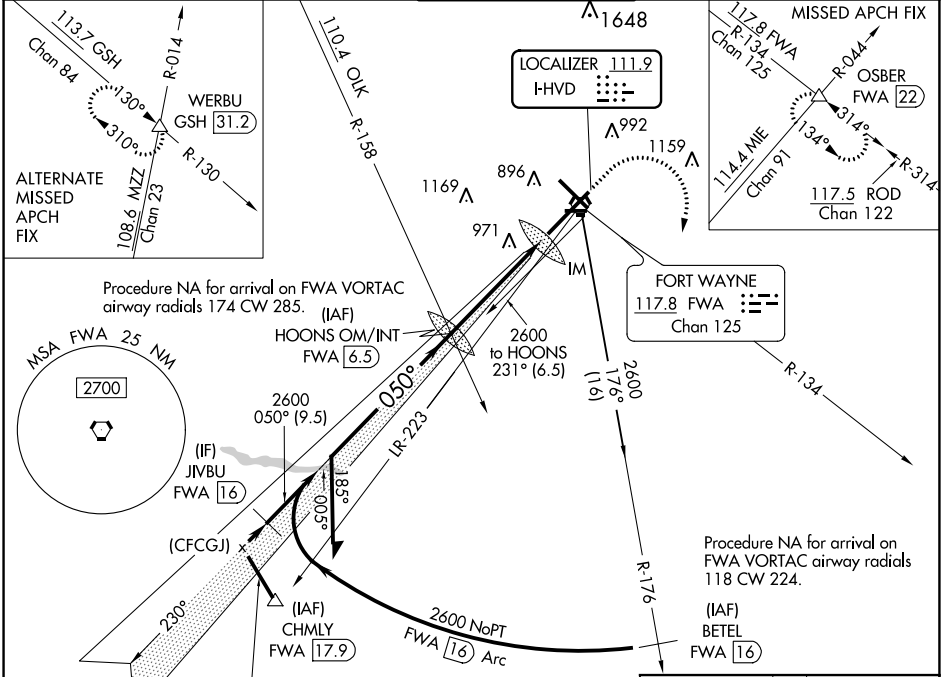 113.7 GSH
Chan 84
R-014
130°
310°
WERBU
GSH 31.2
R-130
108.6 MZZ
Chan 23
ALTERNATE
MISSED
APCH
FIX
110.4 OLK
R-158
1648
LOCALIZER 111.9
I-HVD
992
1159
896
1169
971
IM
MISSED APCH FIX
117.8 FWA
R-134
Chan 125
R-044
OSBER
FWA 22
314°
134°
R-314
114.4 MIE
Chan 91
117.5 ROD
Chan 122
Procedure NA for arrival on FWA VORTAC
airway radials 174 CW 285.
(IAF)
HOONS OM/INT
FWA 6.5
2600
to HOONS
231° (6.5)
FORT WAYNE
117.8 FWA
Chan 125
R-134
2600
176°
(16)
MSA FWA 25 NM
2700
2600
050° (9.5)
050°
LR-223
(IF)
JIVBU
FWA 16
185°
005°
(CFCGJ)
230°
(IAF)
CHMLY
FWA 17.9
2600 NoPT
FWA 16 Arc
R-176
Procedure NA for arrival on
FWA VORTAC airway radials
118 CW 224.
(IAF)
BETEL
FWA 16